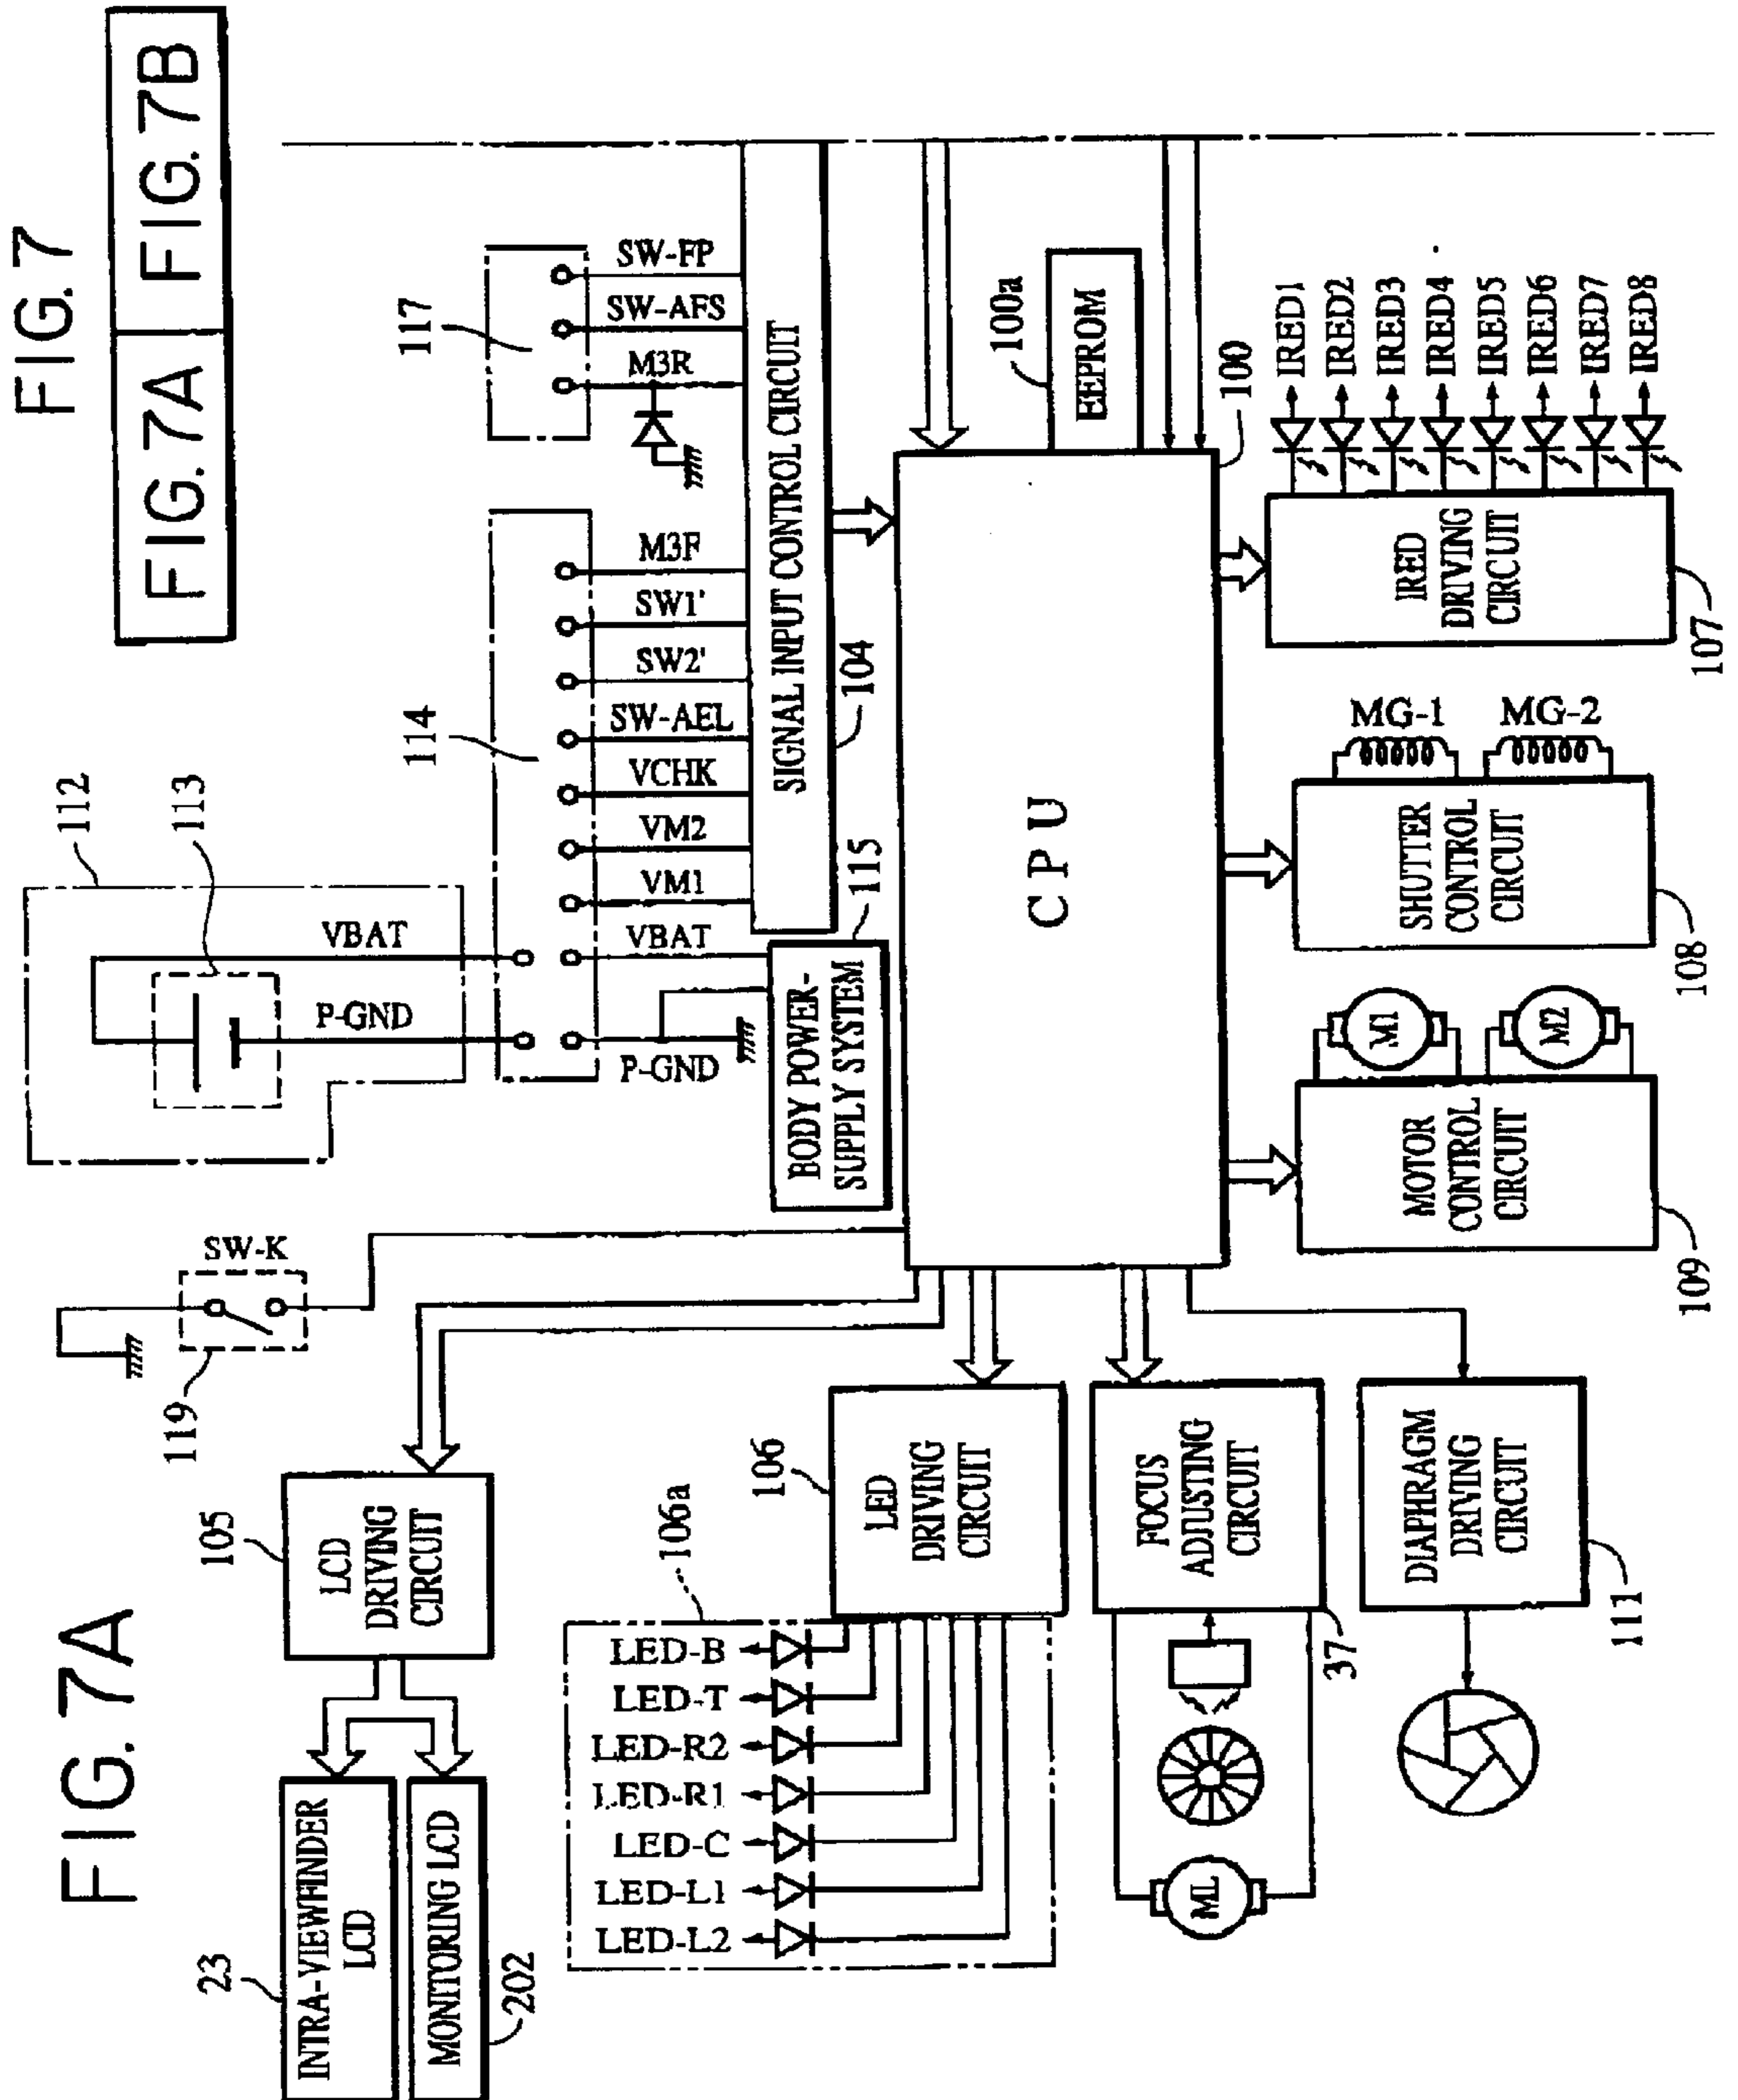 FIG. 7
FIG. 7A
FIG. 7B
FIG. 7A
112
113
VBAT
P-GND
114
117
M3R
SW-AFS
SW-FP
P-GND
VBAT
VM1
VM2
VCHK
SW-AEL
SW2'
SW1'
M3F
115
BODY POWER-
SUPPLY SYSTEM
SIGNAL INPUT CONTROL CIRCUIT
104
SW-K
119
105
LCD
DRIVING
CIRCUIT
23
INTRA-VIEWFINDER
LCD
MONITORING LCD
202
CPU
100a
EEPROM
100
106a
106
LED
DRIVING
CIRCUIT
LED-B
LED-T
LED-R2
LED-R1
LED-C
LED-L1
LED-L2
FOCUS
ADJUSTING
CIRCUIT
37
ML
DIAPHRAGM
DRIVING
CIRCUIT
111
MOTOR
CONTROL
CIRCUIT
109
M1
M2
SHUTTER
CONTROL
CIRCUIT
108
MG-1
MG-2
IRED
DRIVING
CIRCUIT
107
IRED1
IRED2
IRED3
IRED4
IRED5
IRED6
IRED7
IRED8